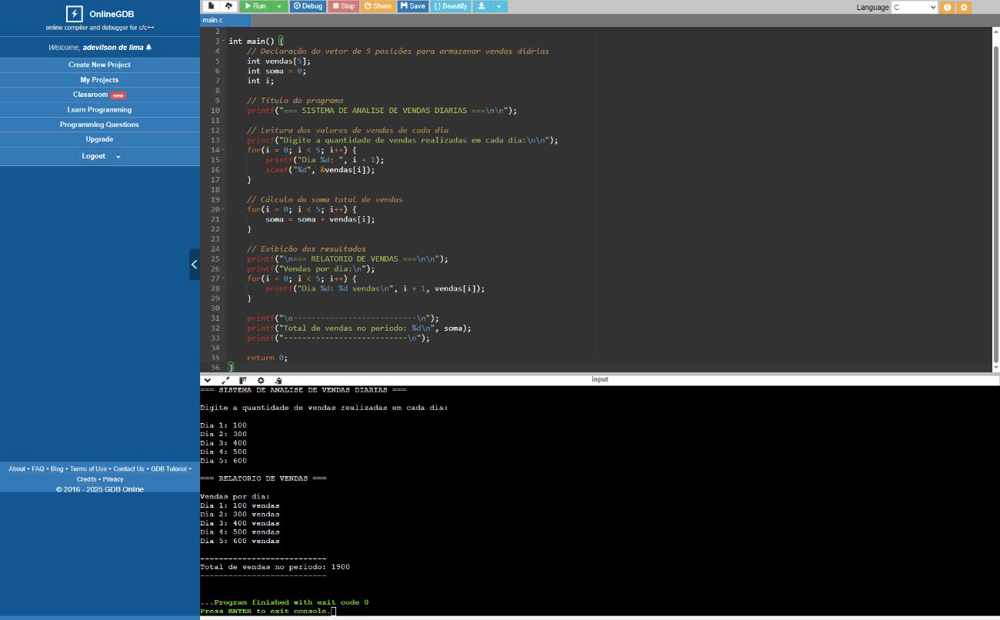 OnlineGDB
online compiler and debugger for c/c++
Welcome, adevilson de lima
Create New Project
My Projects
Classroom new
Learn Programming
Programming Questions
Upgrade
Logout
About • FAQ • Blog • Terms of Use • Contact Us • GDB Tutorial •
Credits • Privacy
© 2016 - 2025 GDB Online
Run Debug Stop Share Save { } Beautify Language C
main.c
2
3 int main() {
4 // Declaração do vetor de 5 posições para armazenar vendas diárias
5 int vendas[5];
6 int soma = 0;
7 int i;
8
9 // Título do programa
10 printf("=== SISTEMA DE ANALISE DE VENDAS DIARIAS ===\n\n");
11
12 // Leitura dos valores de vendas de cada dia
13 printf("Digite a quantidade de vendas realizadas em cada dia:\n\n");
14 for(i = 0; i < 5; i++) {
15 printf("Dia %d: ", i + 1);
16 scanf("%d", &vendas[i]);
17 }
18
19 // Cálculo da soma total de vendas
20 for(i = 0; i < 5; i++) {
21 soma = soma + vendas[i];
22 }
23
24 // Exibição dos resultados
25 printf("\n=== RELATORIO DE VENDAS ===\n\n");
26 printf("Vendas por dia:\n");
27 for(i = 0; i < 5; i++) {
28 printf("Dia %d: %d vendas\n", i + 1, vendas[i]);
29 }
30
31 printf("\n---------------------------\n");
32 printf("Total de vendas no periodo: %d\n", soma);
33 printf("---------------------------\n");
34
35 return 0;
36 }
input
=== SISTEMA DE ANALISE DE VENDAS DIARIAS ===
Digite a quantidade de vendas realizadas em cada dia:
Dia 1: 100
Dia 2: 300
Dia 3: 400
Dia 4: 500
Dia 5: 600
=== RELATORIO DE VENDAS ===
Vendas por dia:
Dia 1: 100 vendas
Dia 2: 300 vendas
Dia 3: 400 vendas
Dia 4: 500 vendas
Dia 5: 600 vendas
---------------------------
Total de vendas no periodo: 1900
---------------------------
...Program finished with exit code 0
Press ENTER to exit console.